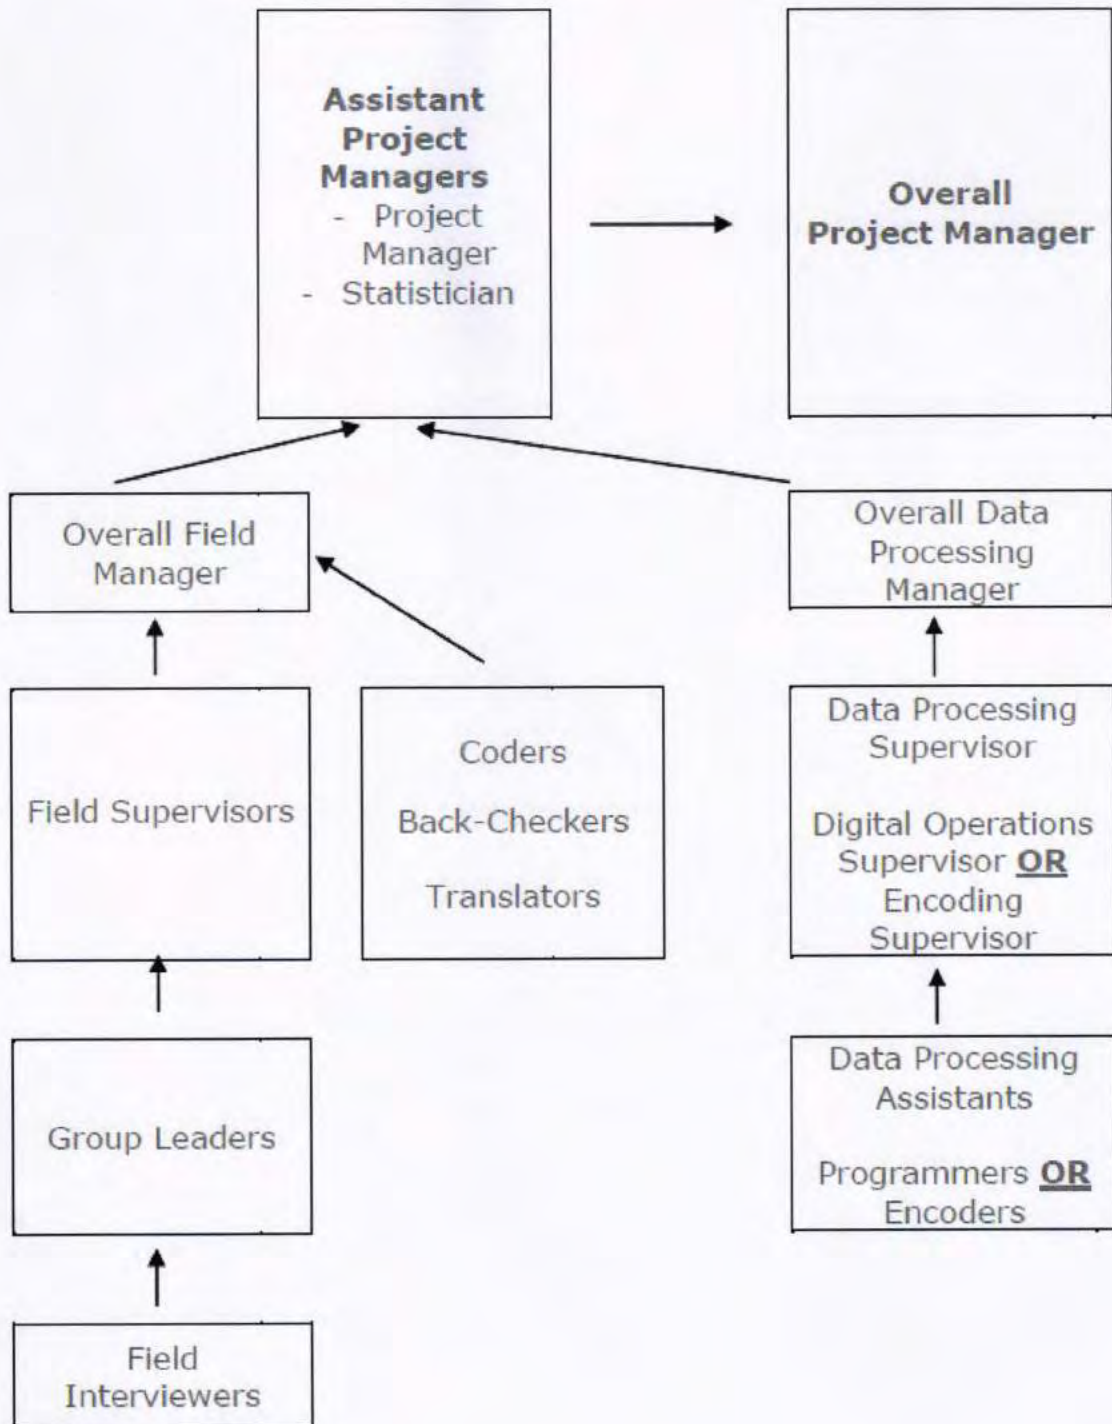 Assistant
Project
Managers
- Project
Manager
- Statistician
Overall
Project Manager
Overall Field
Manager
Overall Data
Processing
Manager
Field Supervisors
Coders
Back-Checkers
Translators
Data Processing
Supervisor
Digital Operations
Supervisor OR
Encoding
Supervisor
Group Leaders
Data Processing
Assistants
Programmers OR
Encoders
Field
Interviewers